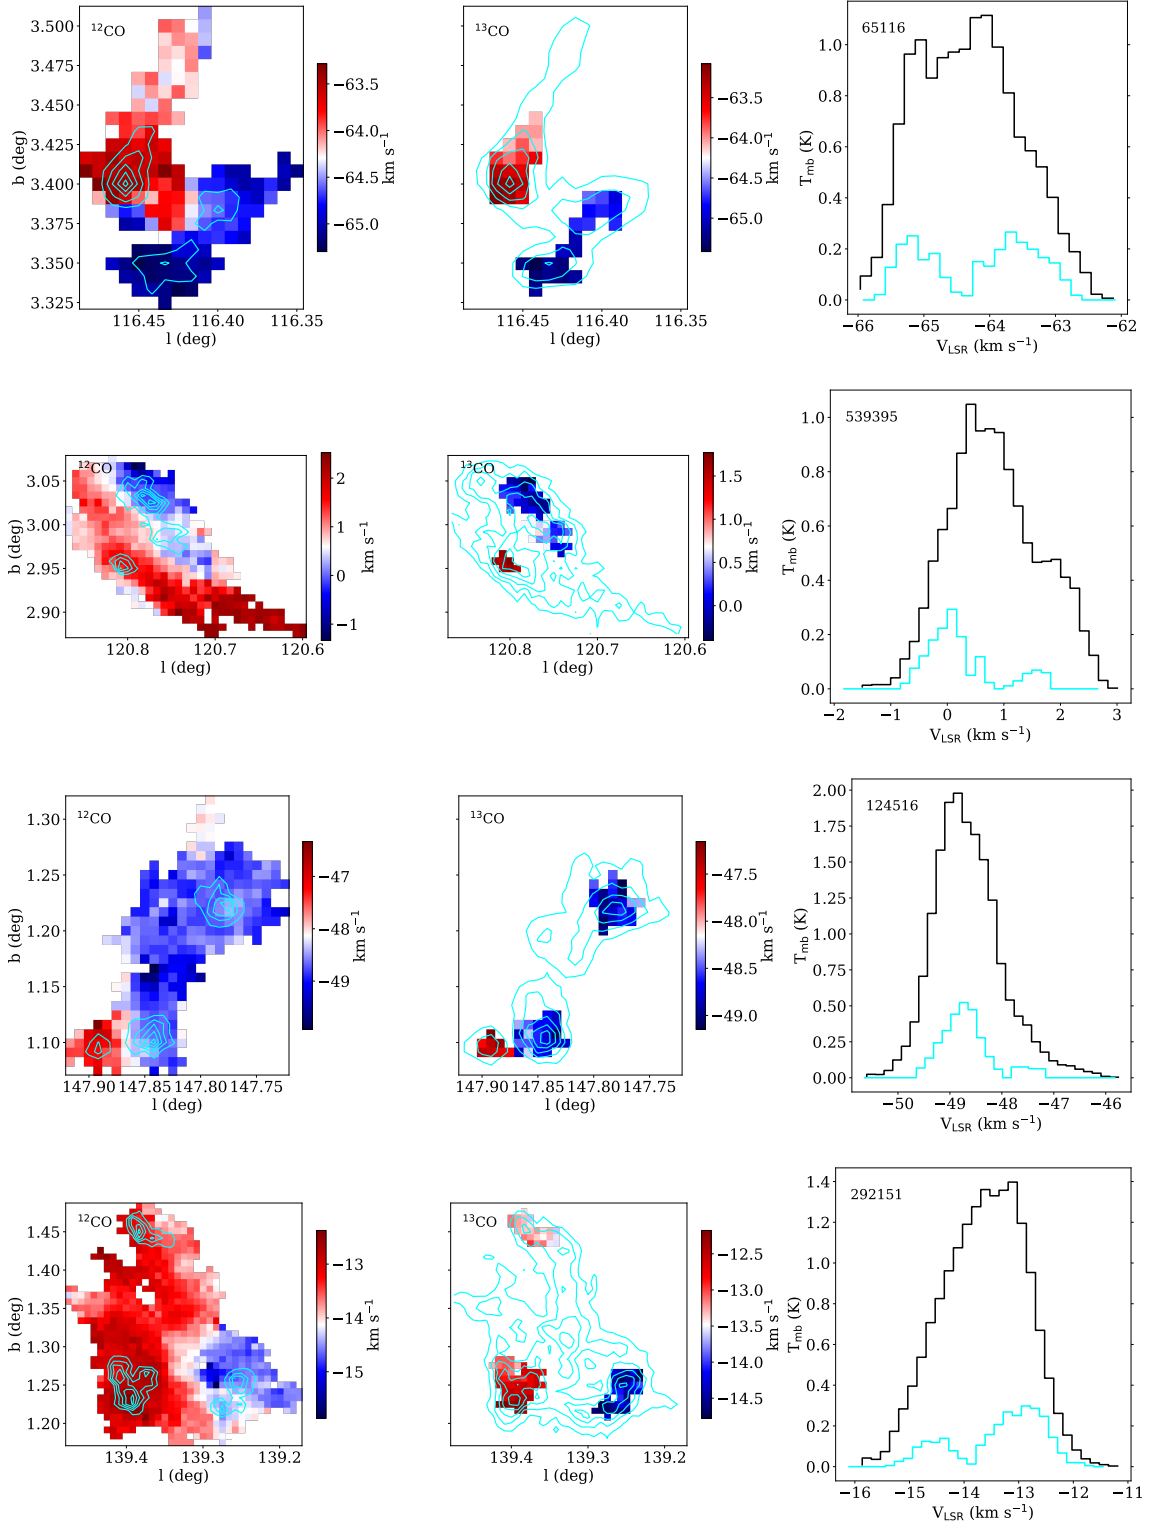 ¹²CO
3.500
3.475
3.450
3.425
3.400
3.375
3.350
3.325
b (deg)
116.45 116.40 116.35
l (deg)
−63.5
−64.0
−64.5
−65.0
km s⁻¹
¹³CO
116.45 116.40 116.35
l (deg)
−63.5
−64.0
−64.5
−65.0
km s⁻¹
65116
1.0
0.8
0.6
0.4
0.2
0.0
T_mb (K)
−66 −65 −64 −63 −62
V_LSR (km s⁻¹)
¹²CO
3.05
3.00
2.95
2.90
b (deg)
120.8 120.7 120.6
l (deg)
2
1
0
−1
km s⁻¹
¹³CO
120.8 120.7 120.6
l (deg)
1.5
1.0
0.5
0.0
km s⁻¹
539395
1.0
0.8
0.6
0.4
0.2
0.0
T_mb (K)
−2 −1 0 1 2 3
V_LSR (km s⁻¹)
¹²CO
1.30
1.25
1.20
1.15
1.10
b (deg)
147.90 147.85 147.80 147.75
l (deg)
−47
−48
−49
km s⁻¹
¹³CO
147.90 147.85 147.80 147.75
l (deg)
−47.5
−48.0
−48.5
−49.0
km s⁻¹
124516
2.00
1.75
1.50
1.25
1.00
0.75
0.50
0.25
0.00
T_mb (K)
−50 −49 −48 −47 −46
V_LSR (km s⁻¹)
¹²CO
1.45
1.40
1.35
1.30
1.25
1.20
b (deg)
139.4 139.3 139.2
l (deg)
−13
−14
−15
km s⁻¹
¹³CO
139.4 139.3 139.2
l (deg)
−12.5
−13.0
−13.5
−14.0
−14.5
km s⁻¹
292151
1.4
1.2
1.0
0.8
0.6
0.4
0.2
0.0
T_mb (K)
−16 −15 −14 −13 −12 −11
V_LSR (km s⁻¹)